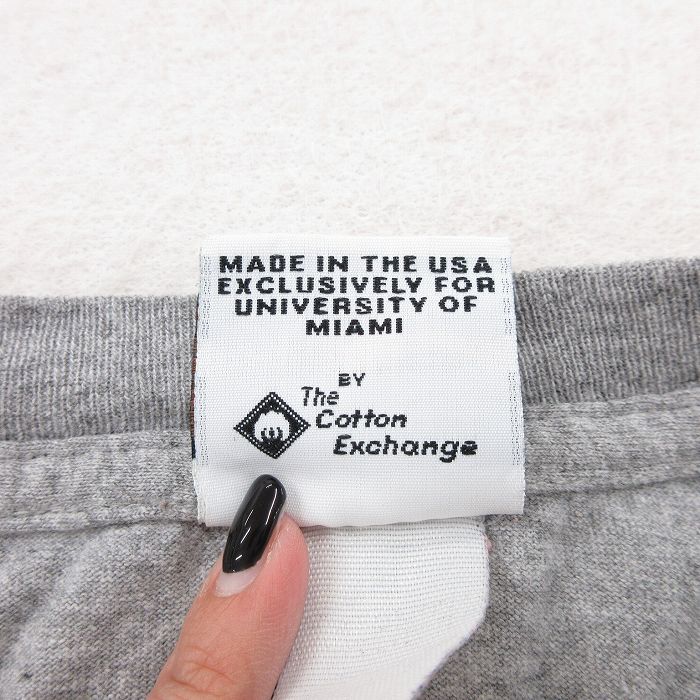 MADE IN THE USA
EXCLUSIVELY FOR
UNIVERSITY OF
MIAMI
BY
The
Cotton
Exchange